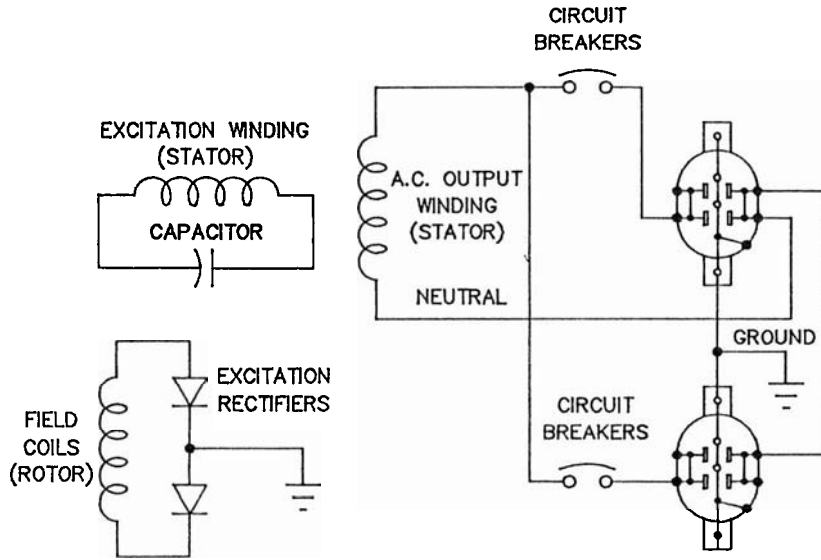 CIRCUIT
BREAKERS
EXCITATION WINDING
(STATOR)
CAPACITOR
A.C. OUTPUT
WINDING
(STATOR)
NEUTRAL
GROUND
EXCITATION
RECTIFIERS
FIELD
COILS
(ROTOR)
CIRCUIT
BREAKERS